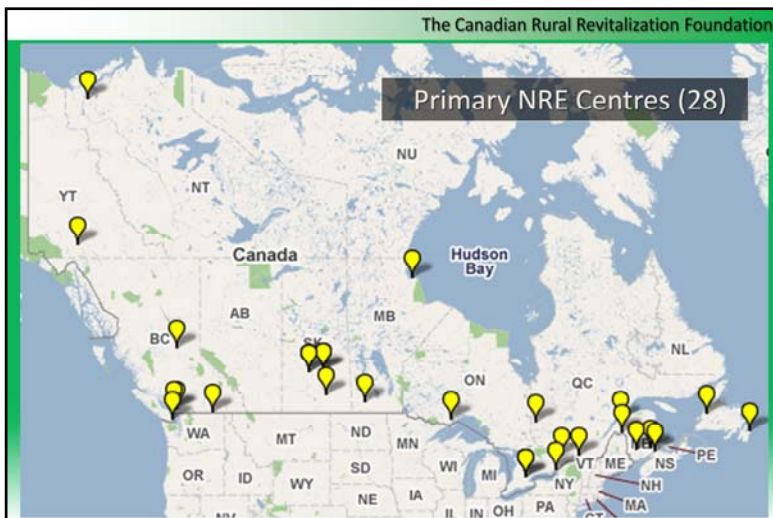 The Canadian Rural Revitalization Foundation
Primary NRE Centres (28)
NU
YT
NT
Canada
Hudson
Bay
AB
MB
BC
SK
NL
ON
QC
PE
WA
MT
ND
MN
VT
ME
NS
OR
ID
SD
WI
MI
NY
NH
WY
MA
NE
IA
IL
IN
OH
PA
CT